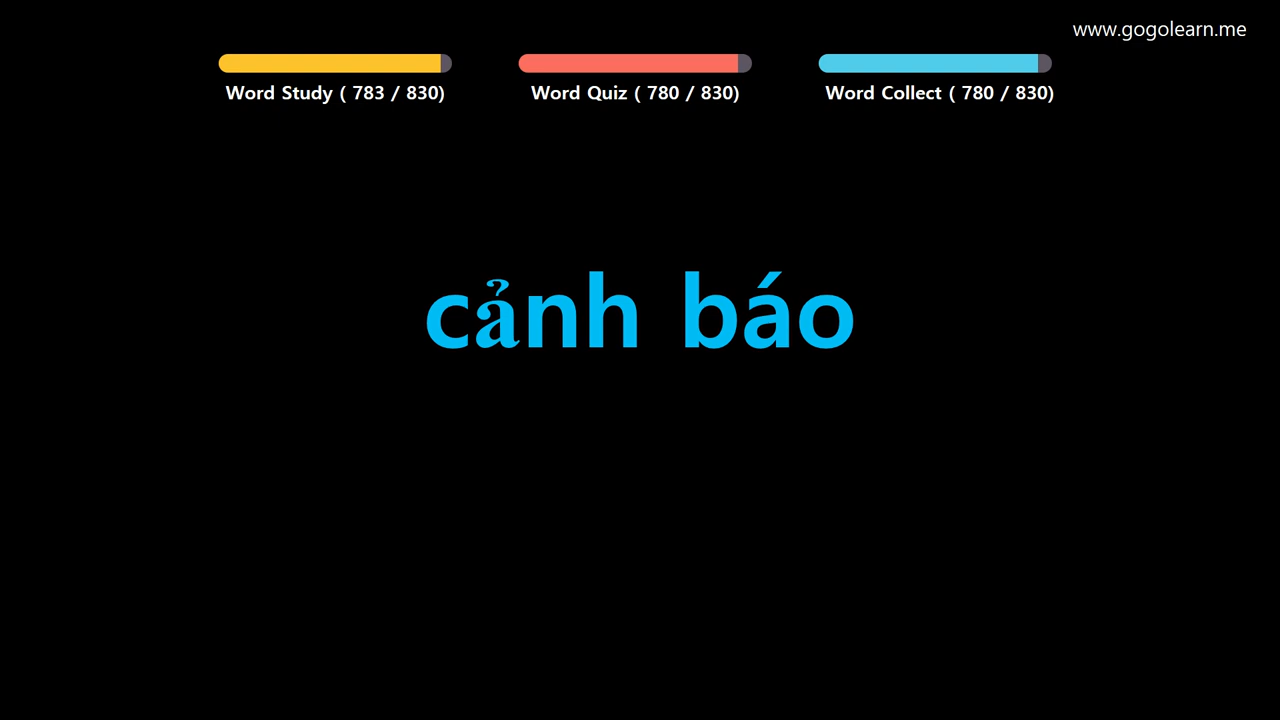 www.gogolearn.me
Word Study ( 783 / 830)
Word Quiz ( 780 / 830)
Word Collect ( 780 / 830)
cảnh báo